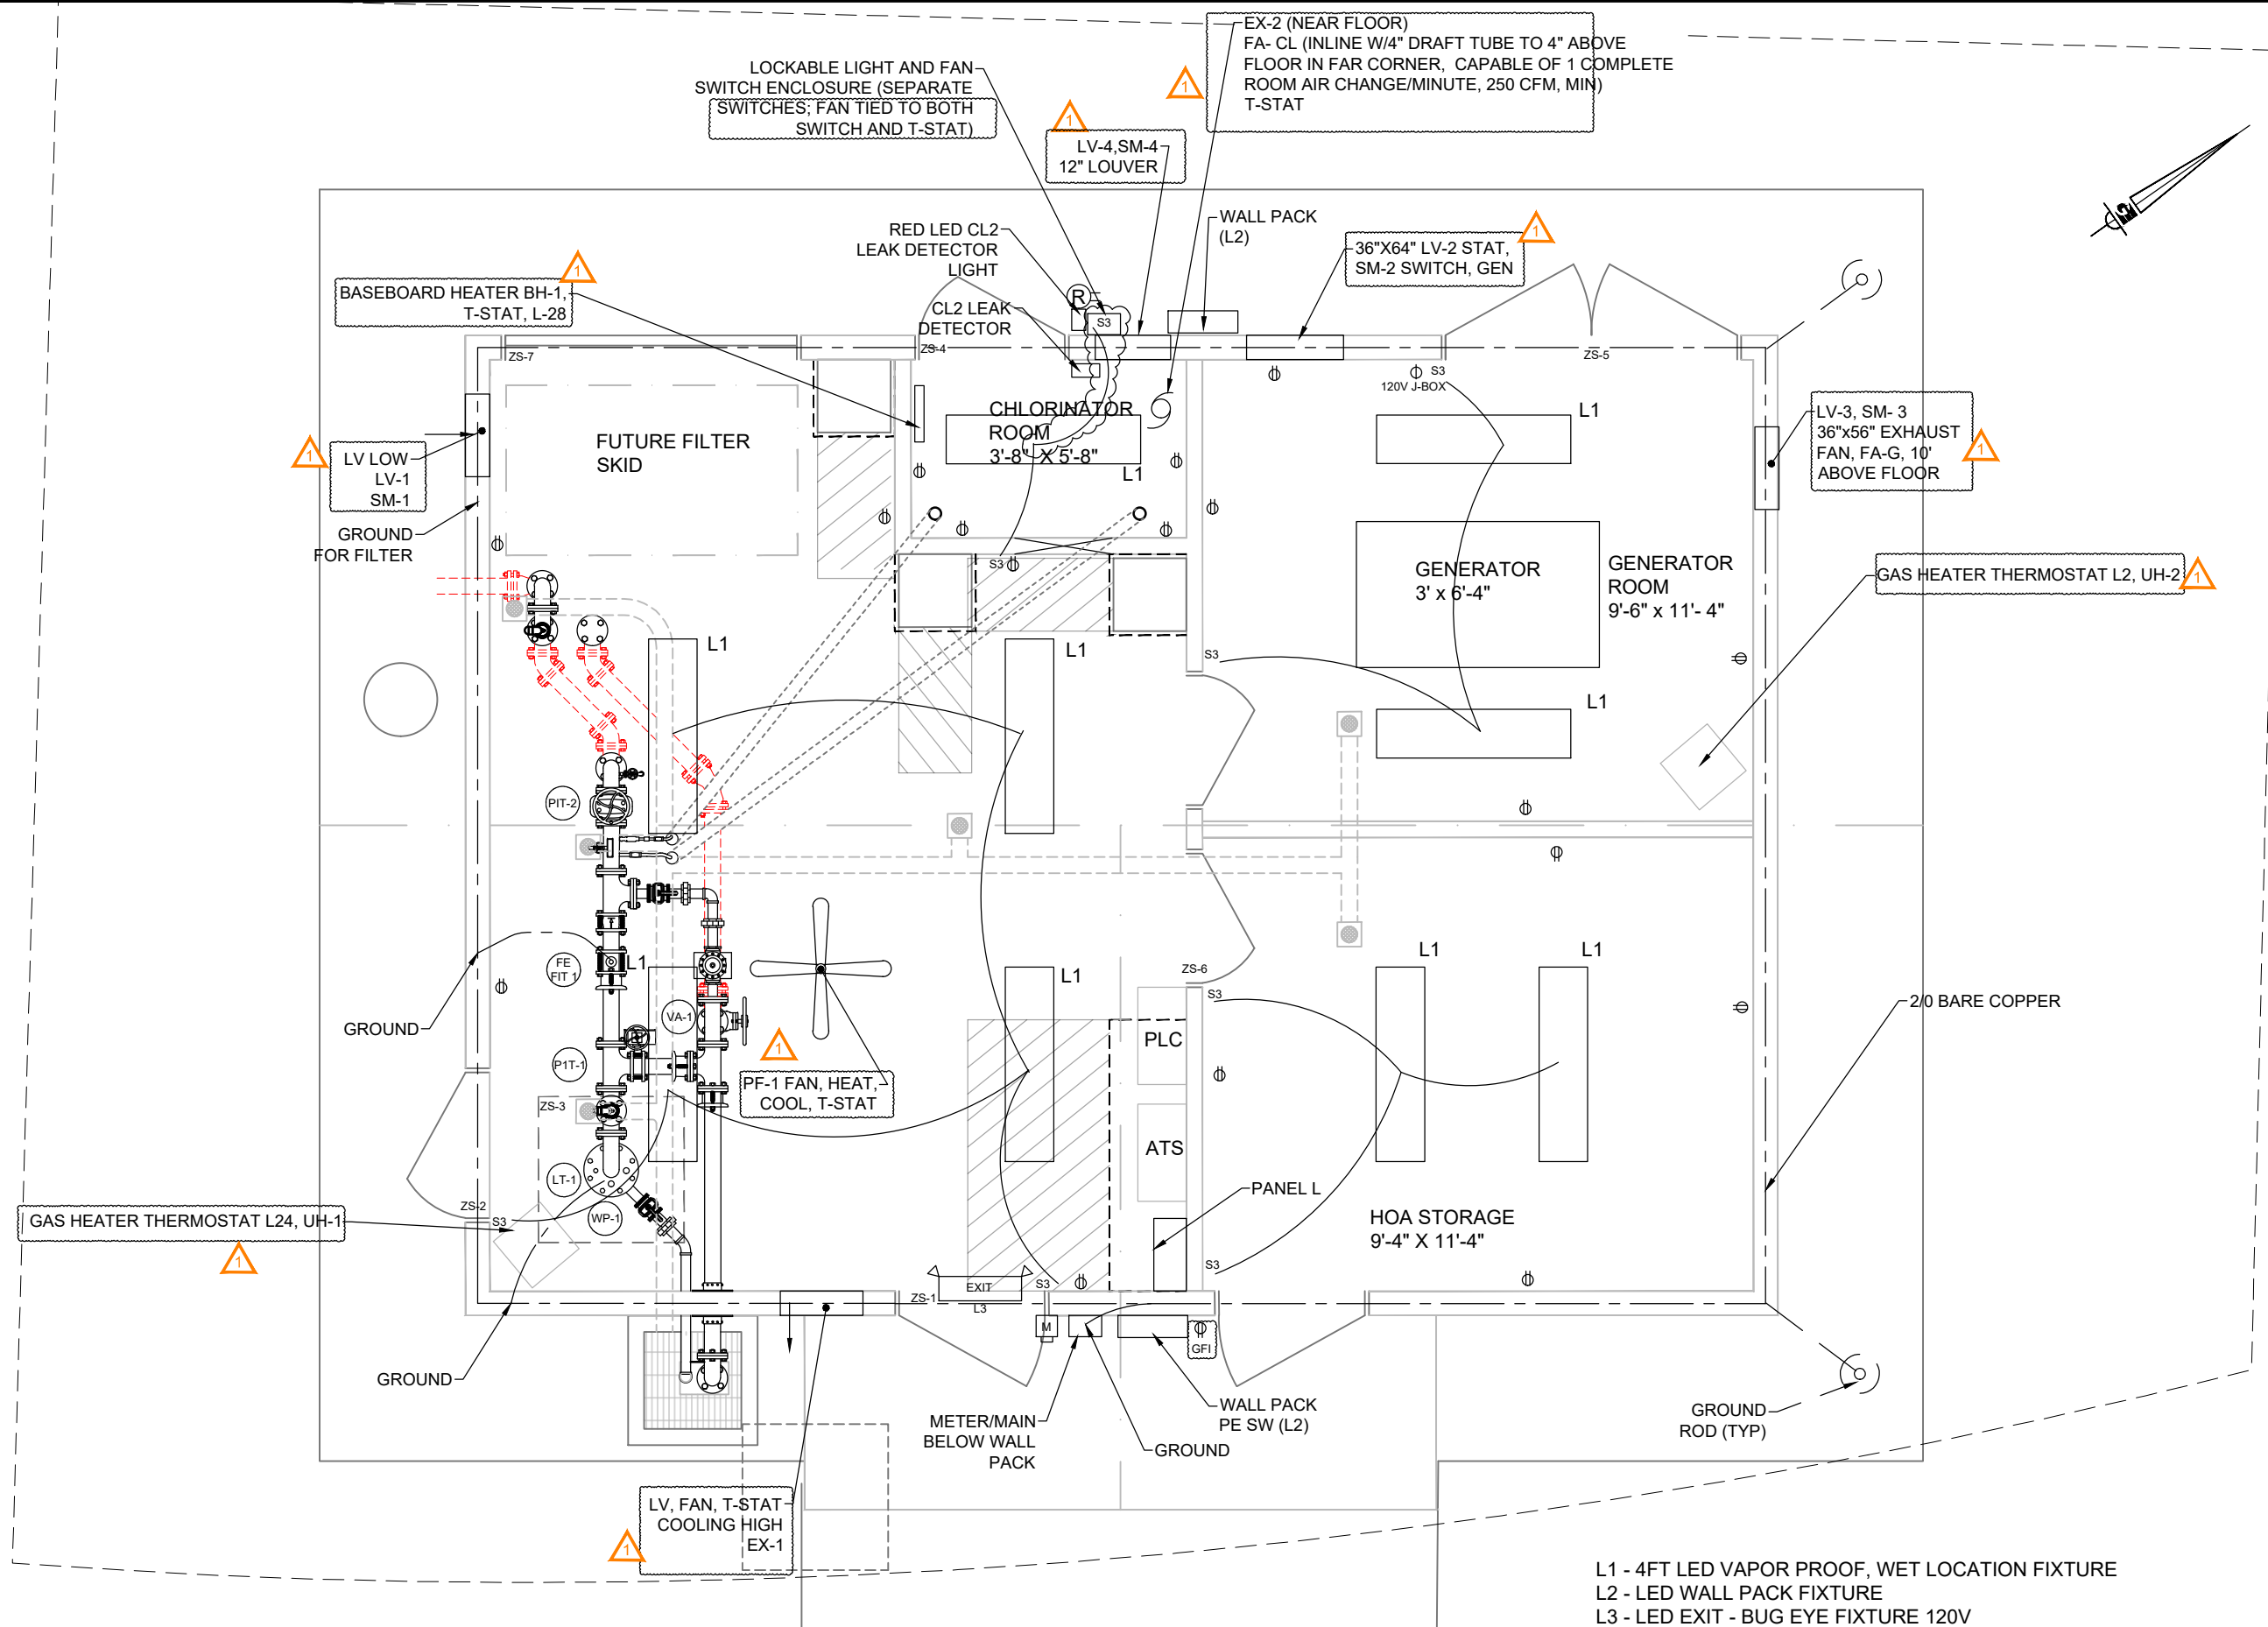 EX-2 (NEAR FLOOR)
FA- CL (INLINE W/4" DRAFT TUBE TO 4" ABOVE
FLOOR IN FAR CORNER, CAPABLE OF 1 COMPLETE
ROOM AIR CHANGE/MINUTE, 250 CFM, MIN)
T-STAT
1
LOCKABLE LIGHT AND FAN
SWITCH ENCLOSURE (SEPARATE
SWITCHES; FAN TIED TO BOTH
SWITCH AND T-STAT)
1
LV-4,SM-4
12" LOUVER
RED LED CL2
LEAK DETECTOR
LIGHT
WALL PACK
(L2)
1
36"X64" LV-2 STAT,
SM-2 SWITCH, GEN
1
BASEBOARD HEATER BH-1,
T-STAT, L-28
CL2 LEAK
DETECTOR
R
S3
ZS-7
ZS-4
ZS-5
S3
120V J-BOX
CHLORINATOR
ROOM
3'-8" X 5'-8"
L1
L1
LV-3, SM- 3
36"x56" EXHAUST
FAN, FA-G, 10'
ABOVE FLOOR
1
1
LV LOW
LV-1
SM-1
FUTURE FILTER
SKID
GROUND
FOR FILTER
S3
GENERATOR
3' x 6'-4"
GENERATOR
ROOM
9'-6" x 11'- 4"
GAS HEATER THERMOSTAT L2, UH-2
1
L1
L1
S3
L1
PIT-2
FE
FIT 1
L1
L1
L1
L1
ZS-6
S3
GROUND
VA-1
2/0 BARE COPPER
1
PLC
P1T-1
PF-1 FAN, HEAT,
COOL, T-STAT
ZS-3
ATS
LT-1
PANEL L
ZS-2
S3
WP-1
GAS HEATER THERMOSTAT L24, UH-1
1
HOA STORAGE
9'-4" X 11'-4"
S3
EXIT
S3
ZS-1
L3
M
GFI
GROUND
WALL PACK
PE SW (L2)
METER/MAIN
BELOW WALL
PACK
GROUND
GROUND
ROD (TYP)
LV, FAN, T-STAT
COOLING HIGH
EX-1
1
L1 - 4FT LED VAPOR PROOF, WET LOCATION FIXTURE
L2 - LED WALL PACK FIXTURE
L3 - LED EXIT - BUG EYE FIXTURE 120V